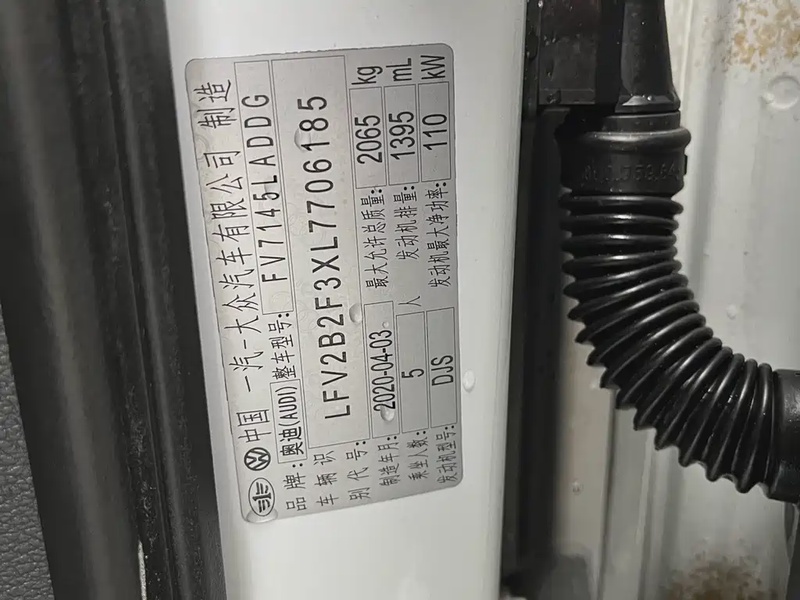 中国 一汽-大众汽车有限公司 制造
品牌:奥迪(AUDI) 整车型号: FV7145LADDG
车辆识别代号: LFV2B2F3XL7706185
制造年月: 2020-04-03 最大允许总质量: 2065 kg
乘坐人数: 5 人 发动机排量: 1395 mL
发动机型号: DJS 发动机最大净功率: 110 kW